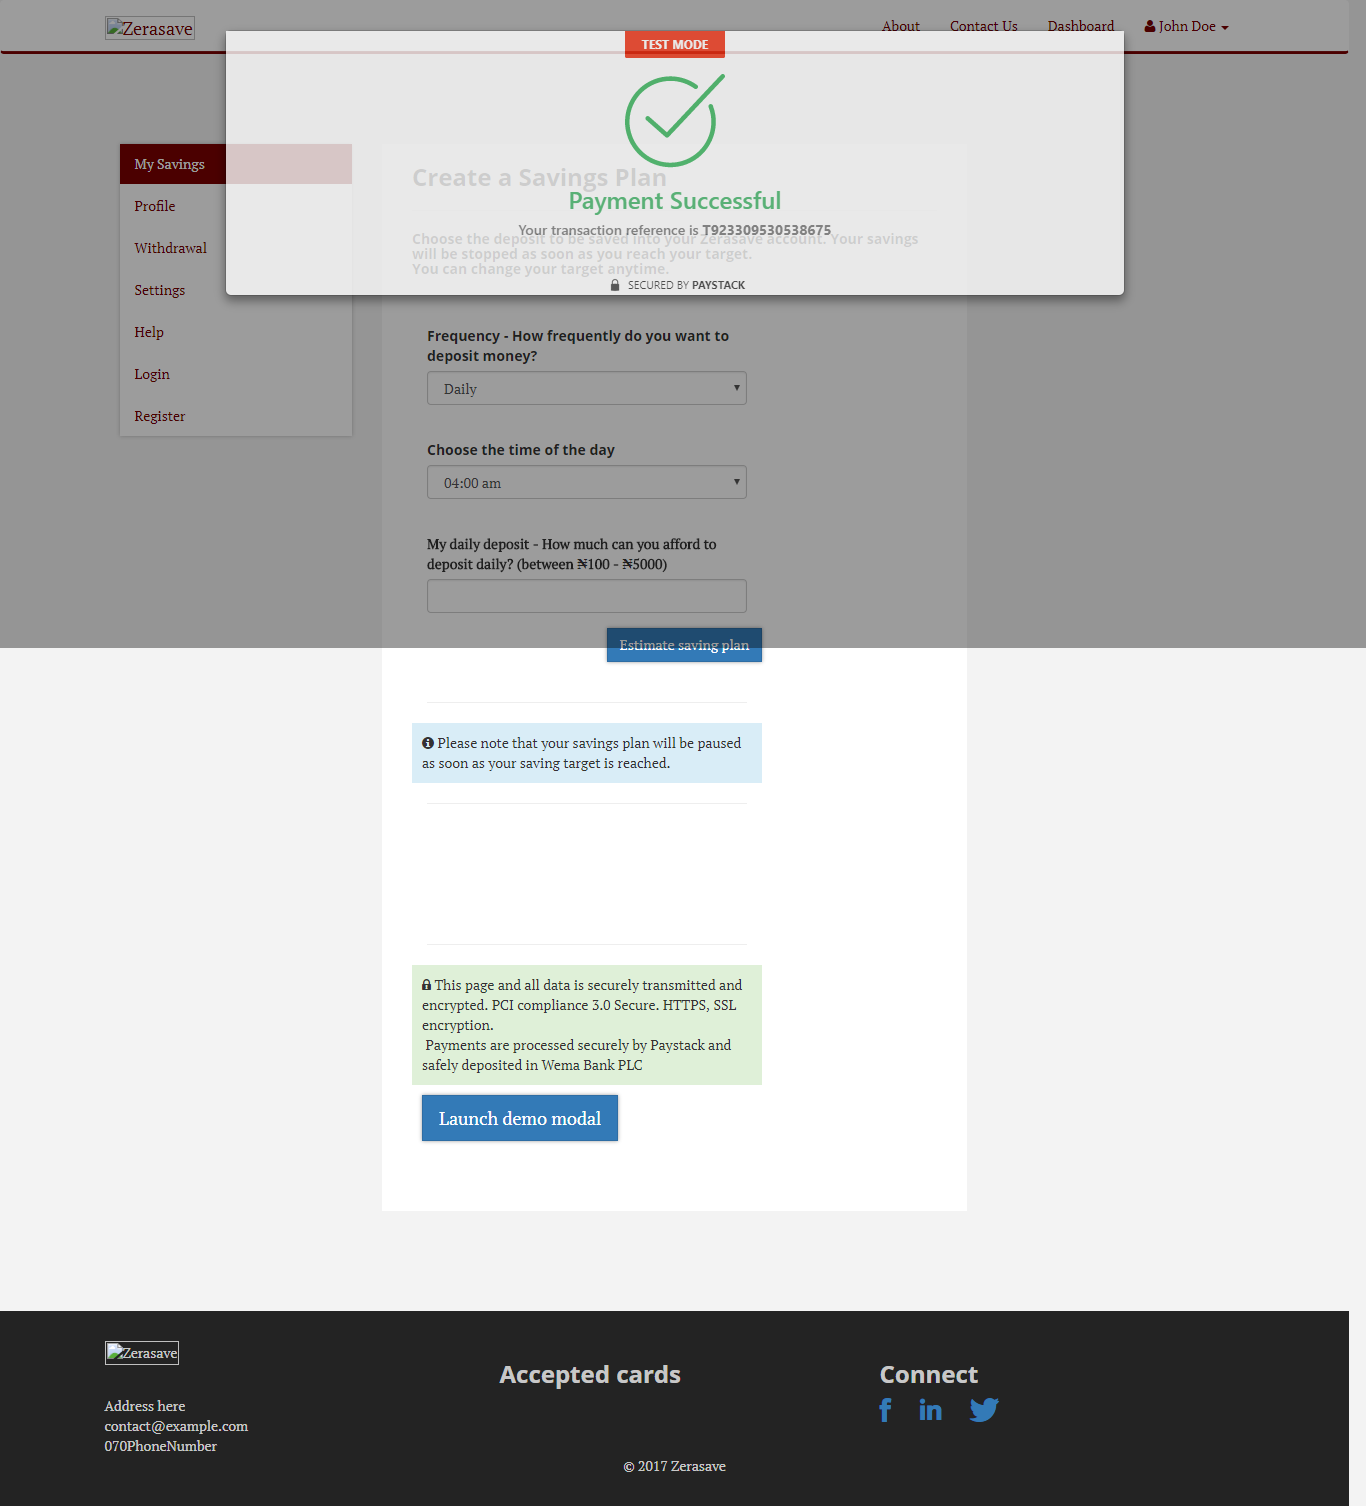 Zerasave
About Contact Us Dashboard John Doe
TEST MODE
Payment Successful
Your transaction reference is T923309530538675
SECURED BY PAYSTACK
My Savings
Profile
Withdrawal
Settings
Help
Login
Register
Create a Savings Plan
Choose the deposit to be saved into your Zerasave account. Your savings
will be stopped as soon as you reach your target.
You can change your target anytime.
Frequency - How frequently do you want to
deposit money?
Daily
Choose the time of the day
04:00 am
My daily deposit - How much can you afford to
deposit daily? (between ₦100 - ₦5000)
Estimate saving plan
Please note that your savings plan will be paused
as soon as your saving target is reached.
This page and all data is securely transmitted and
encrypted. PCI compliance 3.0 Secure. HTTPS, SSL
encryption.
Payments are processed securely by Paystack and
safely deposited in Wema Bank PLC
Launch demo modal
Zerasave
Address here
contact@example.com
070PhoneNumber
Accepted cards
Connect
© 2017 Zerasave